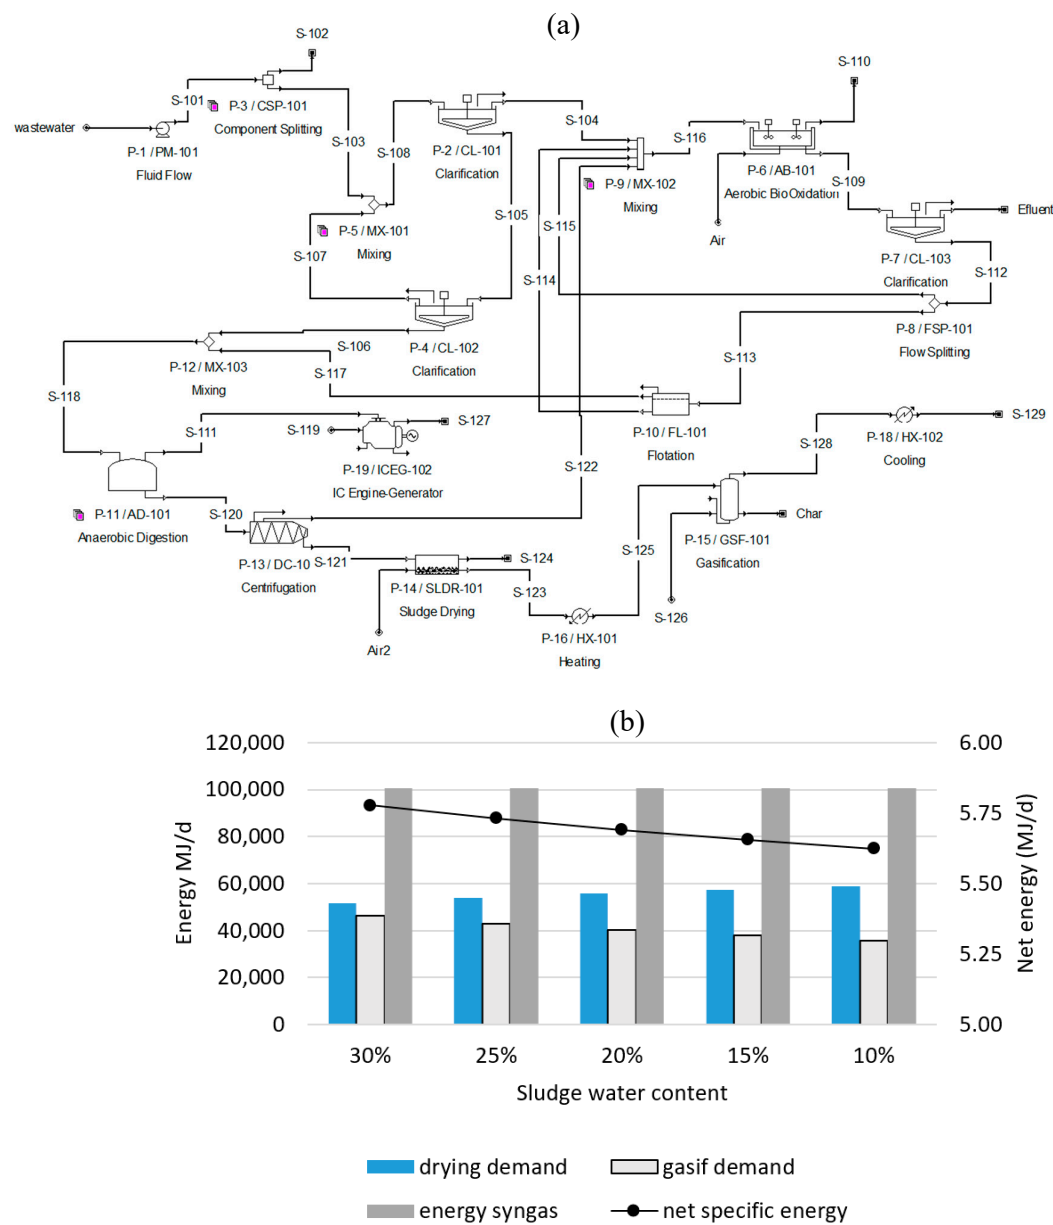 (a)
S-102
S-110
S-101
wastewater
P-3 / CSP-101
Component Splitting
P-1 / PM-101
Fluid Flow
S-103
S-108
P-2 / CL-101
Clarification
S-104
S-116
P-9 / MX-102
Mixing
P-6 / AB-101
Aerobic BioOxidation
S-109
Efluent
S-105
S-115
Air
P-5 / MX-101
Mixing
S-107
S-114
P-7 / CL-103
Clarification
S-112
P-8 / FSP-101
Flow Splitting
S-106
P-4 / CL-102
Clarification
P-12 / MX-103
Mixing
S-117
S-113
S-118
S-111
S-119
S-127
P-19 / ICEG-102
IC Engine-Generator
P-10 / FL-101
Flotation
S-122
S-128
P-18 / HX-102
Cooling
S-129
P-11 / AD-101
Anaerobic Digestion
S-120
P-13 / DC-10
Centrifugation
S-121
S-124
P-14 / SLDR-101
Sludge Drying
S-123
Air2
P-16 / HX-101
Heating
S-125
P-15 / GSF-101
Gasification
Char
S-126
(b)
120,000
100,000
80,000
60,000
40,000
20,000
0
Energy MJ/d
6.00
5.75
5.50
5.25
5.00
Net energy (MJ/d)
30% 25% 20% 15% 10%
Sludge water content
drying demand gasif demand
energy syngas net specific energy